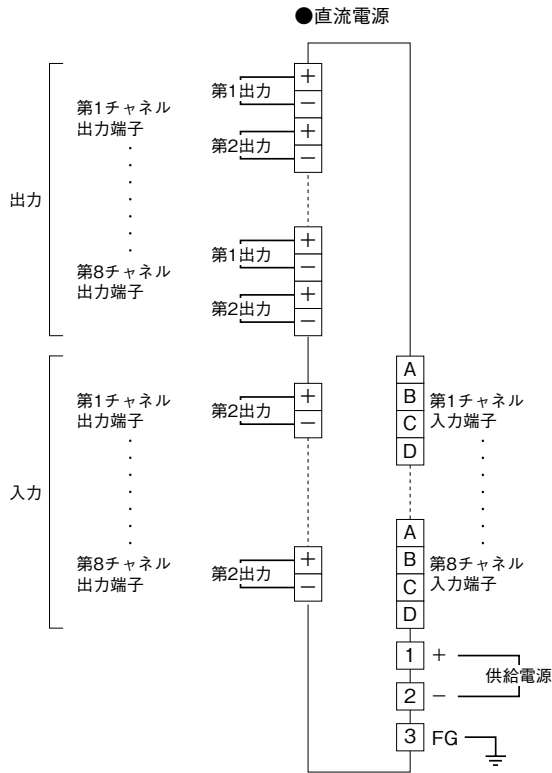 ●直流電源
出力
第1チャネル
出力端子
第1出力
+
−
第2出力
+
−
第8チャネル
出力端子
第1出力
+
−
第2出力
+
−
入力
第1チャネル
出力端子
第2出力
+
−
第8チャネル
出力端子
第2出力
+
−
A
B
C
D
第1チャネル
入力端子
A
B
C
D
第8チャネル
入力端子
1 +
2 −
供給電源
3 FG